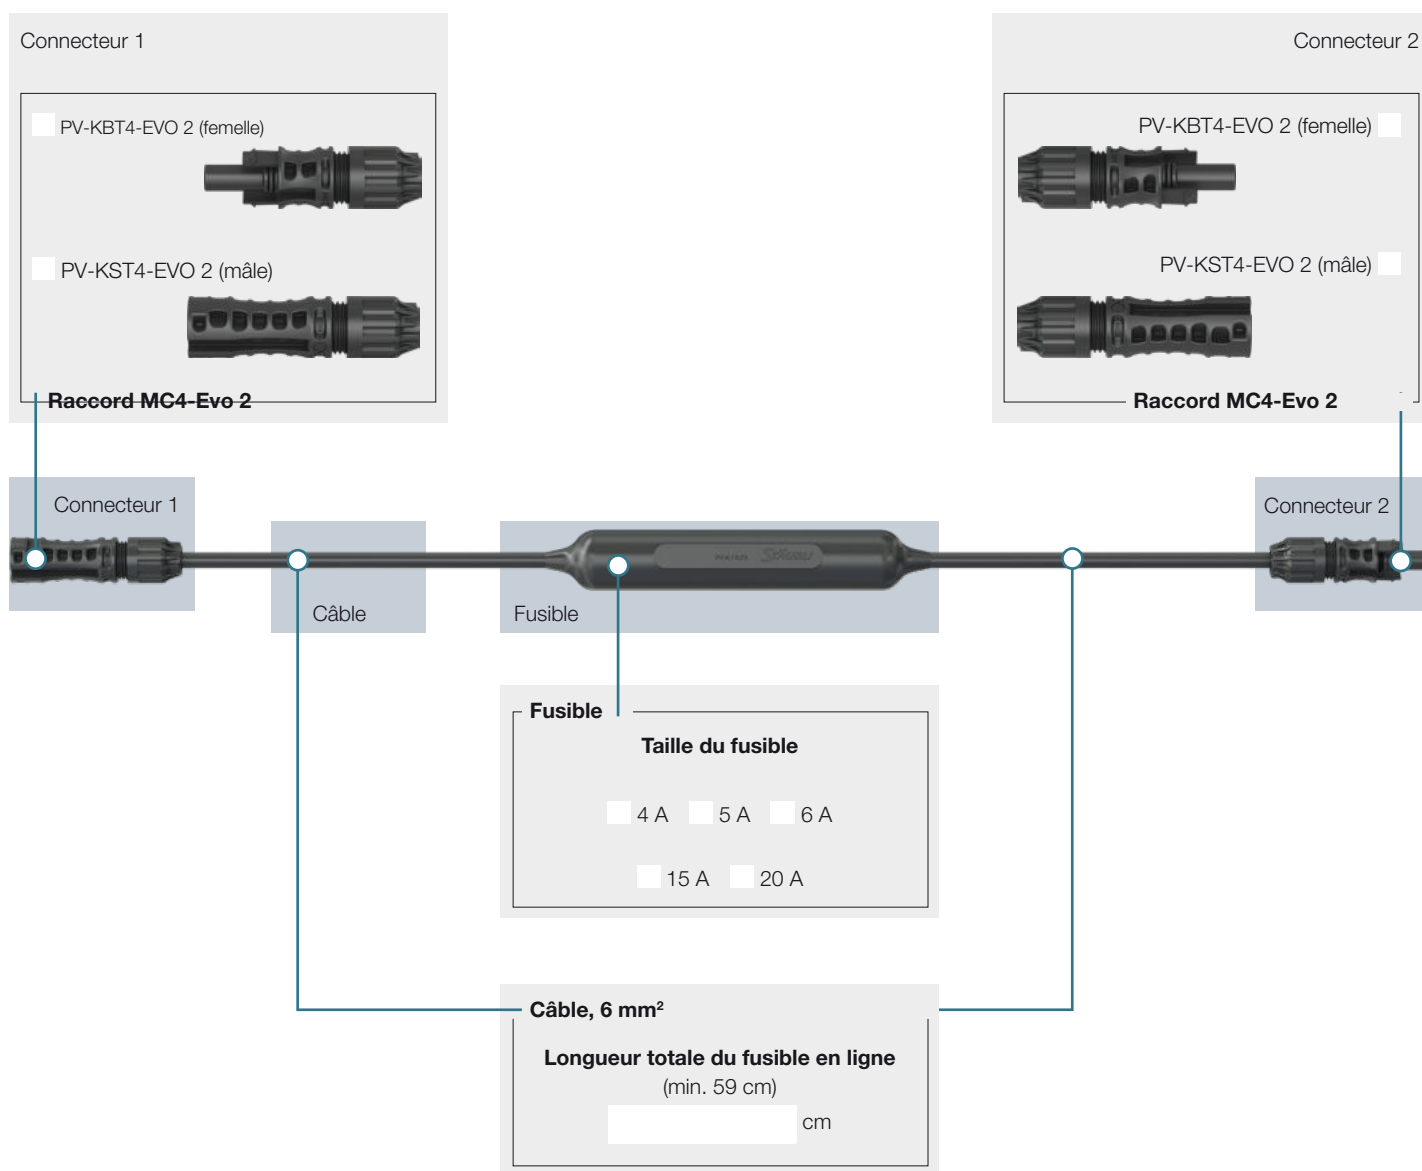 Connecteur 1
PV-KBT4-EVO 2 (femelle)
PV-KST4-EVO 2 (mâle)
Raccord MC4-Evo 2
Connecteur 2
PV-KBT4-EVO 2 (femelle)
PV-KST4-EVO 2 (mâle)
Raccord MC4-Evo 2
Connecteur 1
Câble
Fusible
STÄUBLI
Connecteur 2
Fusible
Taille du fusible
4 A 5 A 6 A
15 A 20 A
Câble, 6 mm²
Longueur totale du fusible en ligne
(min. 59 cm)
cm